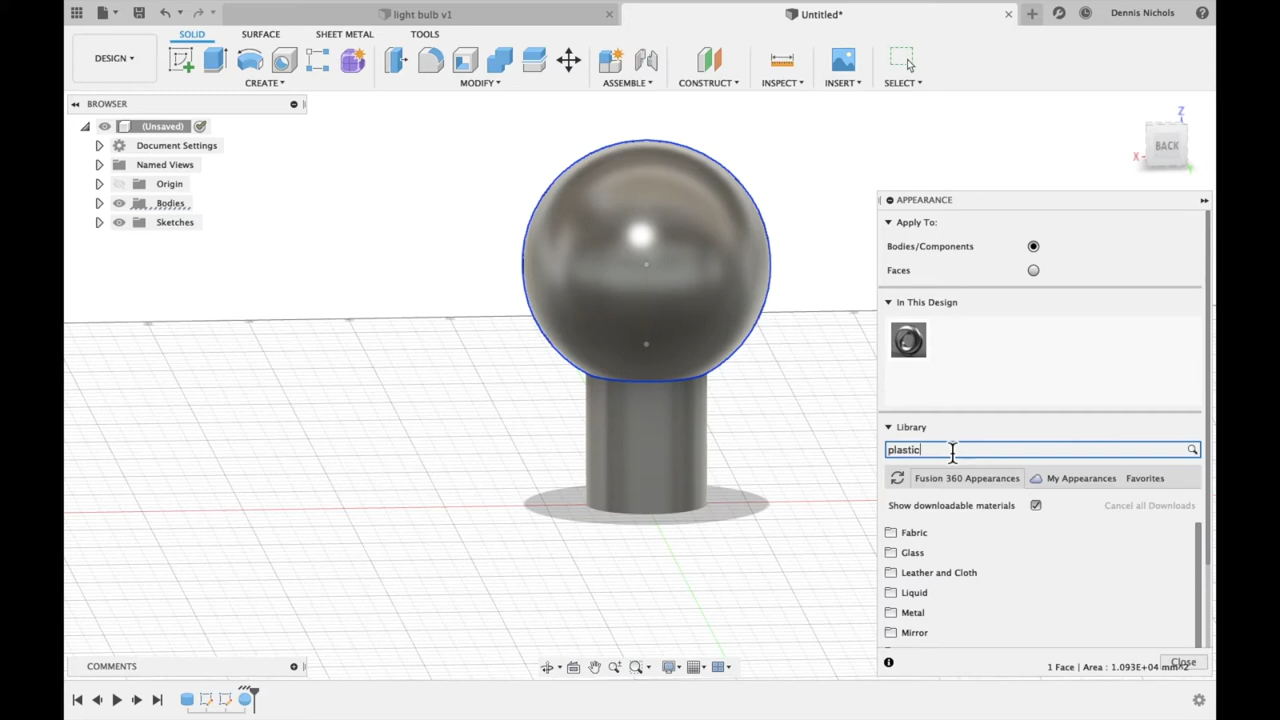 light bulb v1
Untitled*
Dennis Nichols
DESIGN
SOLID
SURFACE
SHEET METAL
TOOLS
CREATE
MODIFY
ASSEMBLE
CONSTRUCT
INSPECT
INSERT
SELECT
BROWSER
(Unsaved)
Document Settings
Named Views
Origin
Bodies
Sketches
Z
BACK
X
APPEARANCE
Apply To:
Bodies/Components
Faces
In This Design
Library
plastic
Fusion 360 Appearances
My Appearances
Favorites
Show downloadable materials
Cancel all Downloads
Fabric
Glass
Leather and Cloth
Liquid
Metal
Mirror
1 Face | Area : 1.093E+04 mm^2
Close
COMMENTS